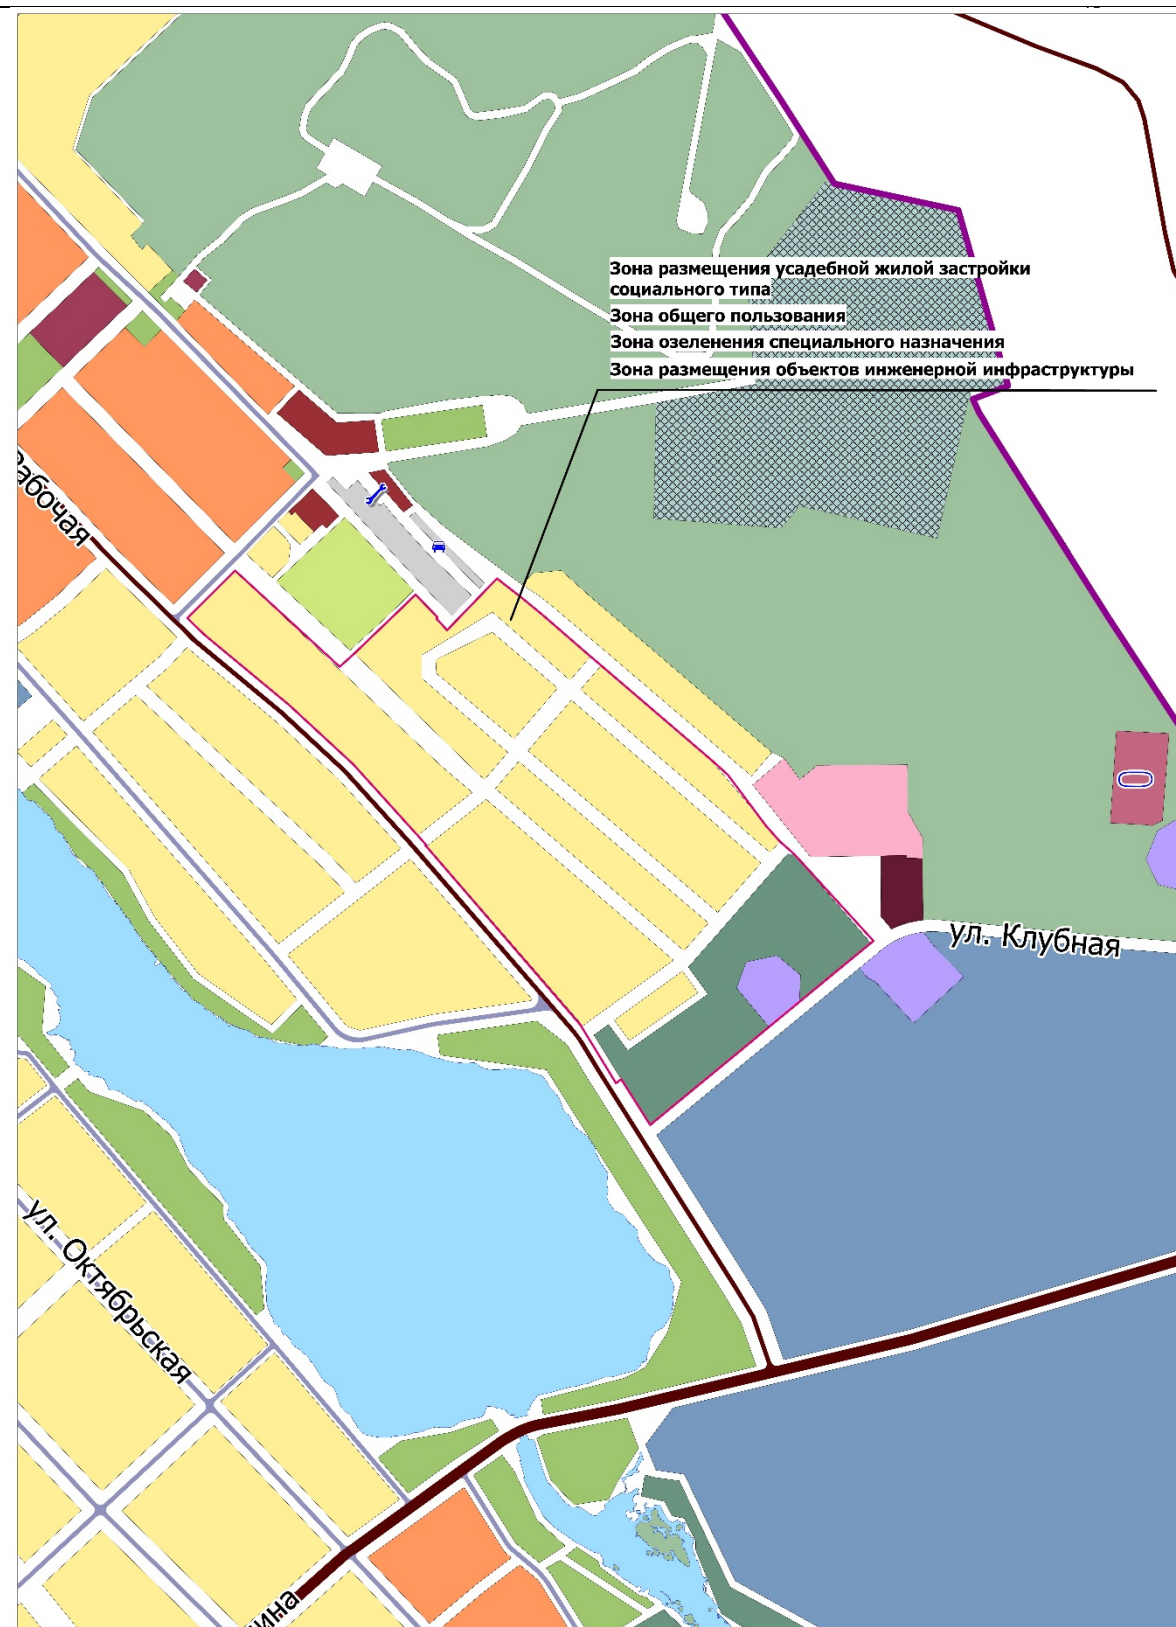 Зона размещения усадебной жилой застройки
социального типа
Зона общего пользования
Зона озеленения специального назначения
Зона размещения объектов инженерной инфраструктуры
Рабочая
ул. Клубная
ул. Октябрьская
ина